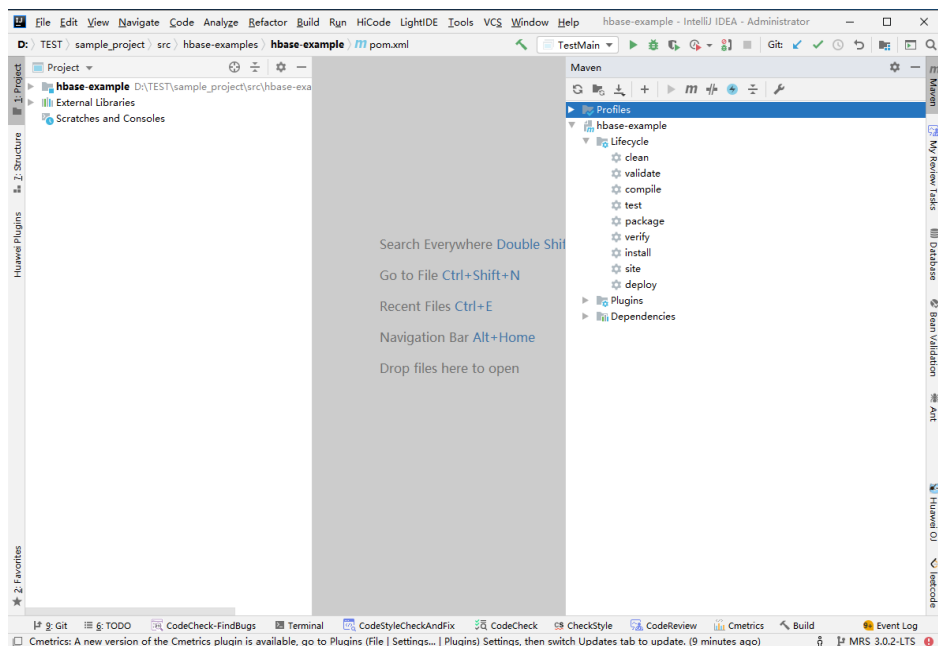 File Edit View Navigate Code Analyze Refactor Build Run HiCode LightIDE Tools VCS Window Help hbase-example - IntelliJ IDEA - Administrator
D: TEST sample_project src hbase-examples hbase-example pom.xml TestMain Git:
1: Project
7: Structure
Huawei Plugins
2: Favorites
Project
hbase-example D:\TEST\sample_project\src\hbase-exa
External Libraries
Scratches and Consoles
Search Everywhere Double Shif
Go to File Ctrl+Shift+N
Recent Files Ctrl+E
Navigation Bar Alt+Home
Drop files here to open
Maven
Profiles
hbase-example
Lifecycle
clean
validate
compile
test
package
verify
install
site
deploy
Plugins
Dependencies
Maven
My Review Tasks
Database
Bean Validation
Ant
Huawei OJ
leetcode
9: Git 6: TODO CodeCheck-FindBugs Terminal CodeStyleCheckAndFix CodeCheck CheckStyle CodeReview Cmetrics Build Event Log
Cmetrics: A new version of the Cmetrics plugin is available, go to Plugins (File | Settings... | Plugins) Settings, then switch Updates tab to update. (9 minutes ago) MRS 3.0.2-LTS